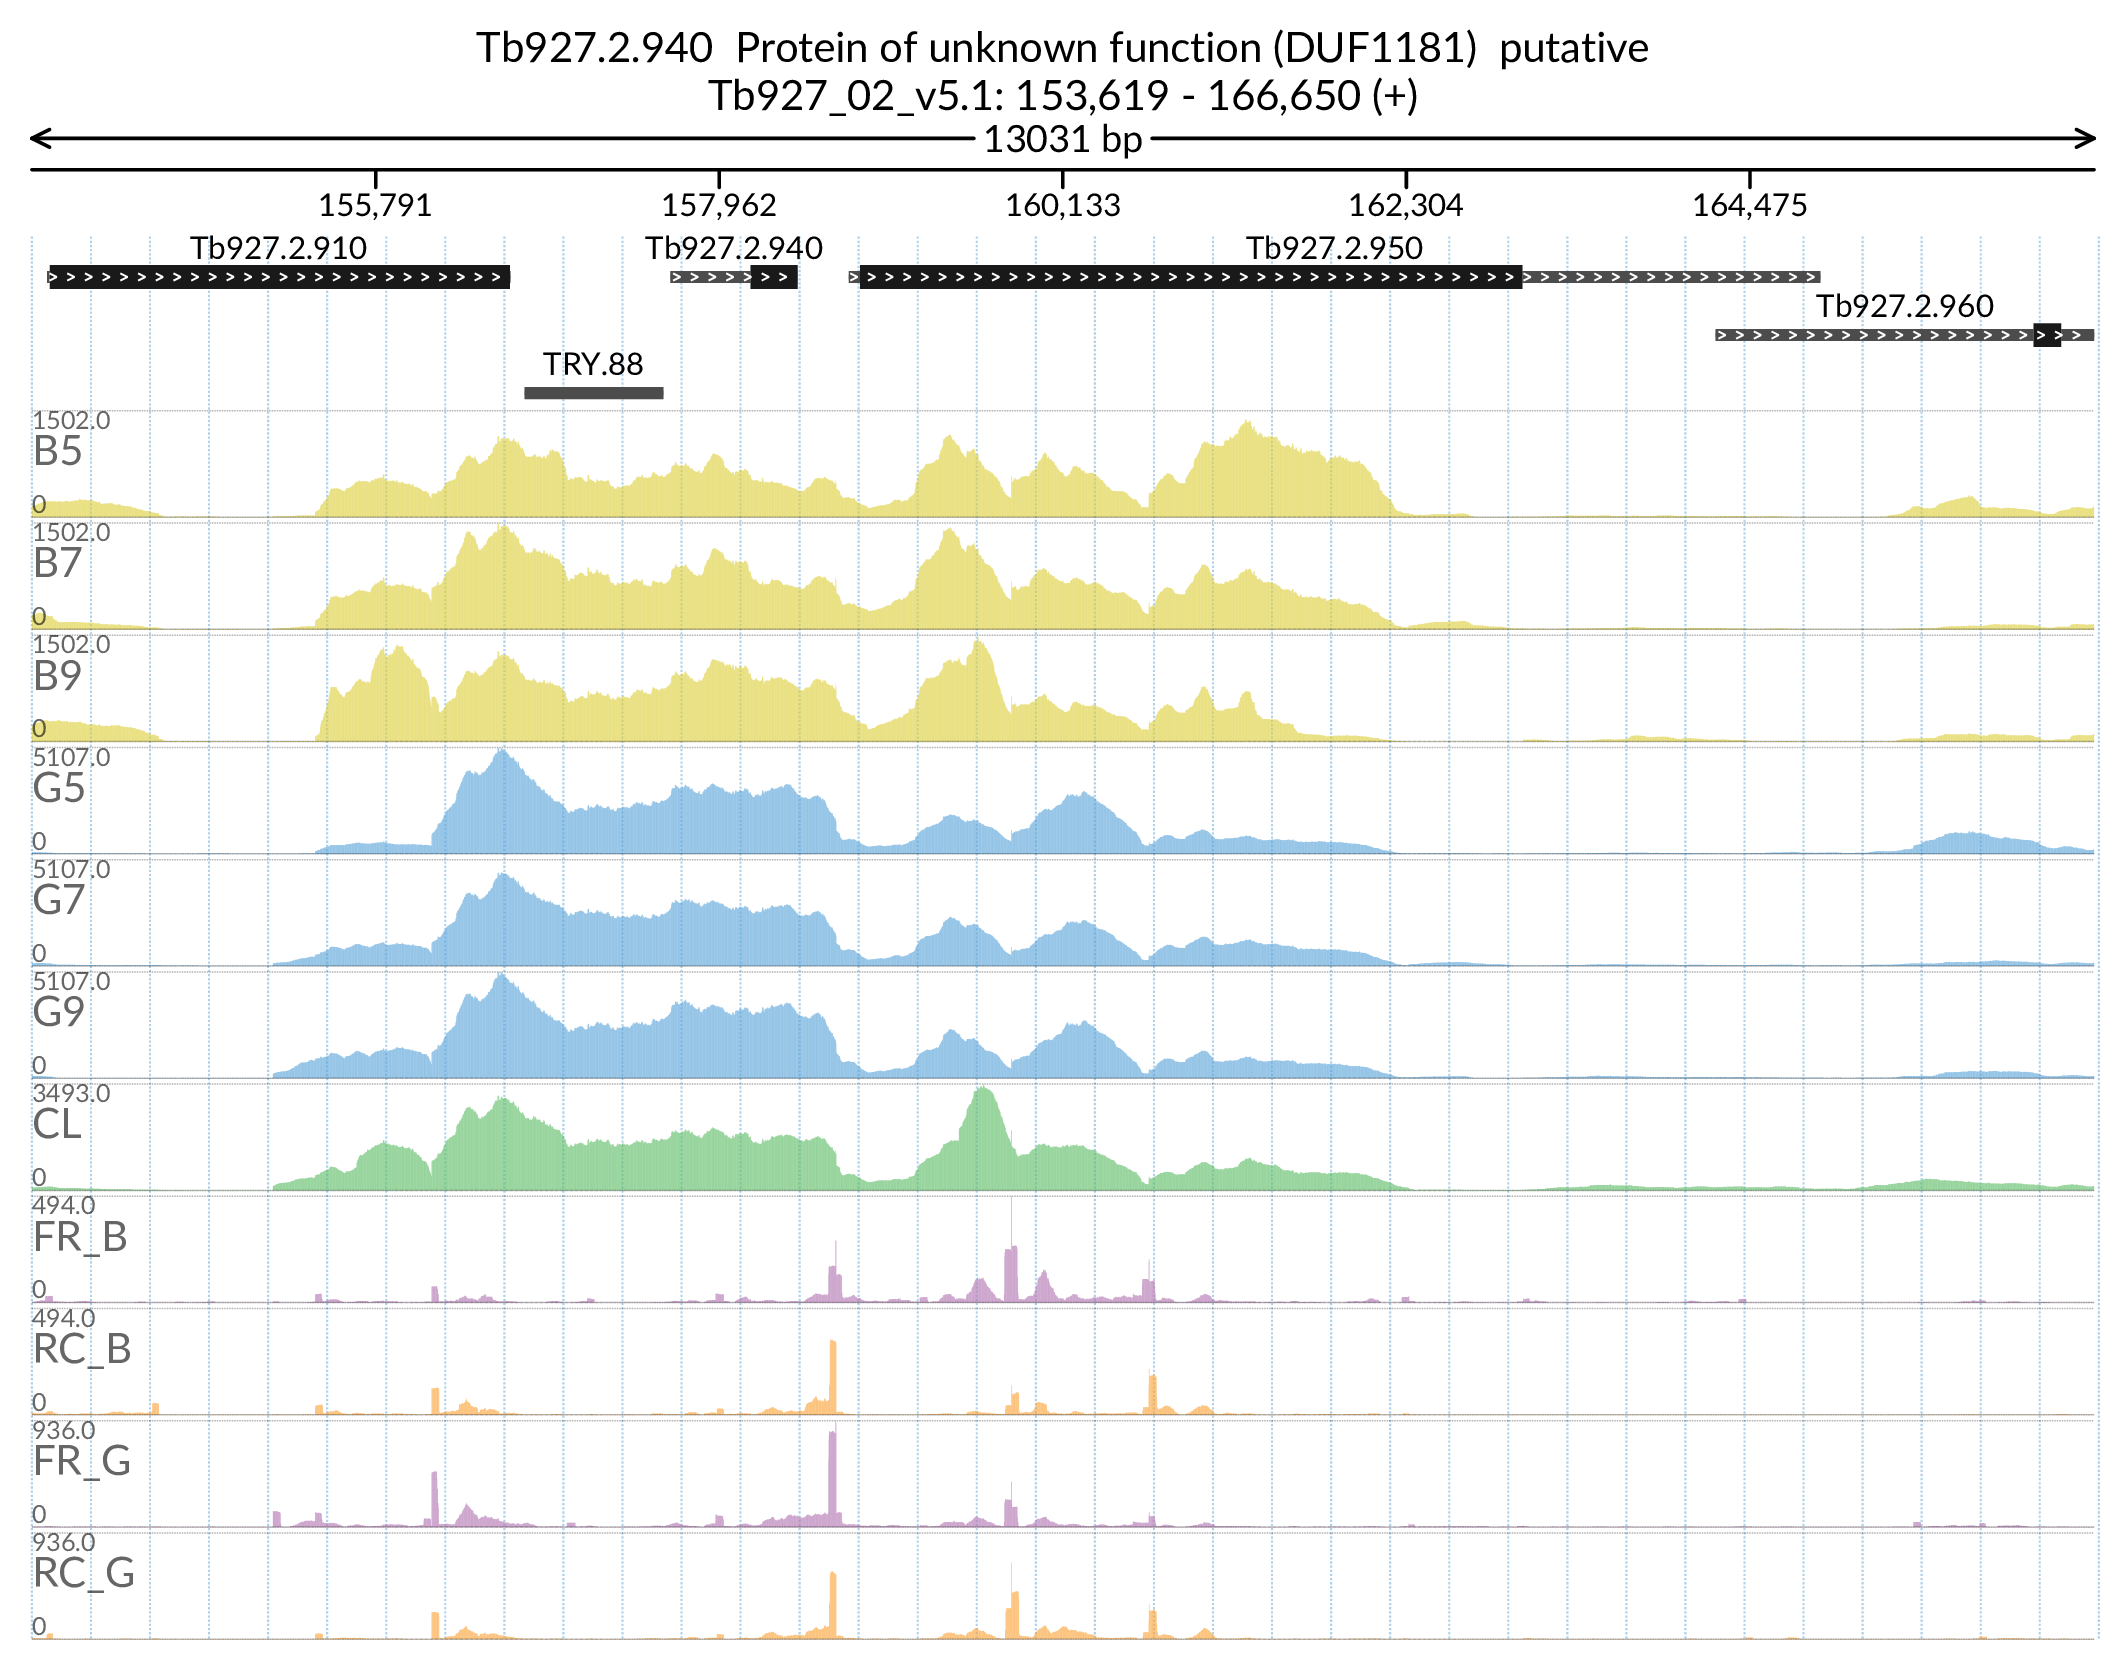 Tb927.2.940  Protein of unknown function (DUF1181)  putative
Tb927_02_v5.1: 153,619 - 166,650 (+)
13031 bp
155,791 157,962 160,133 162,304 164,475
Tb927.2.910 Tb927.2.940 Tb927.2.950
Tb927.2.960
TRY.88
1502.0
B5
0
1502.0
B7
0
1502.0
B9
0
5107.0
G5
0
5107.0
G7
0
5107.0
G9
0
3493.0
CL
0
494.0
FR_B
0
494.0
RC_B
0
936.0
FR_G
0
936.0
RC_G
0